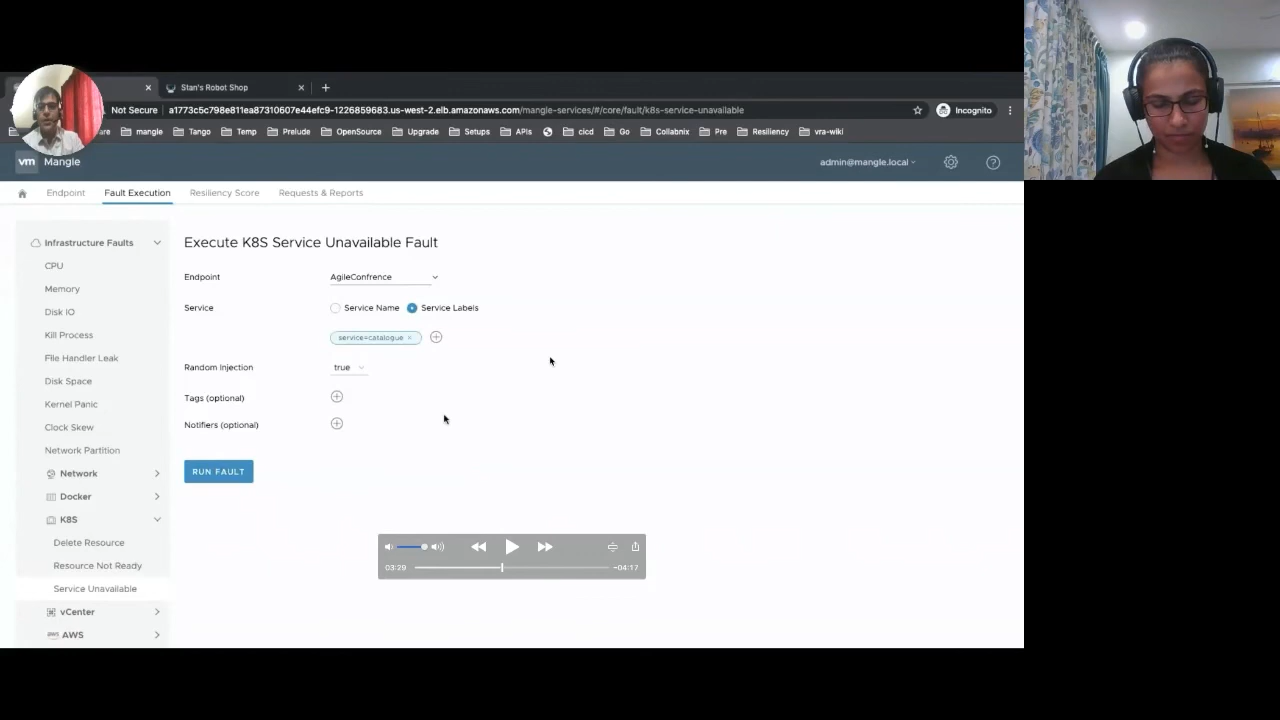 Stan's Robot Shop
Not Secure
a1773c5c798e811ea87310607e44efc9-1226859683.us-west-2.elb.amazonaws.com/mangle-services/#/core/fault/k8s-service-unavailable
Incognito
mangle
Tango
Temp
Prelude
OpenSource
Upgrade
Setups
APIs
cicd
Go
Collabnix
Pre
Resiliency
vra-wiki
vm Mangle
admin@mangle.local
Endpoint
Fault Execution
Resiliency Score
Requests & Reports
Infrastructure Faults
CPU
Memory
Disk IO
Kill Process
File Handler Leak
Disk Space
Kernel Panic
Clock Skew
Network Partition
Network
Docker
K8S
Delete Resource
Resource Not Ready
Service Unavailable
vCenter
aws AWS
Execute K8S Service Unavailable Fault
Endpoint AgileConfrence
Service Service Name Service Labels
service=catalogue ×
Random Injection true
Tags (optional)
Notifiers (optional)
RUN FAULT
03:29 -04:17